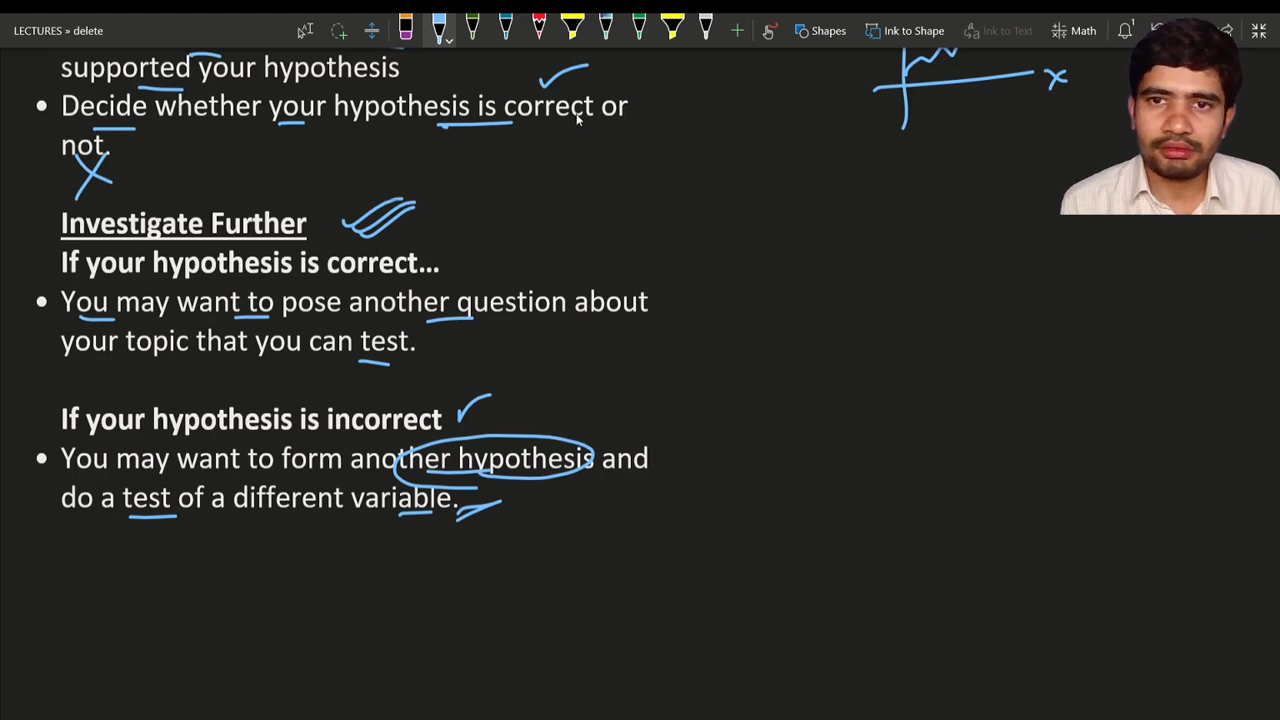 LECTURES » delete
Shapes
Ink to Shape
Ink to Text
Math
1
supported your hypothesis
x
• Decide whether your hypothesis is correct or
not.
Investigate Further
If your hypothesis is correct...
• You may want to pose another question about
your topic that you can test.
If your hypothesis is incorrect
• You may want to form another hypothesis and
do a test of a different variable.